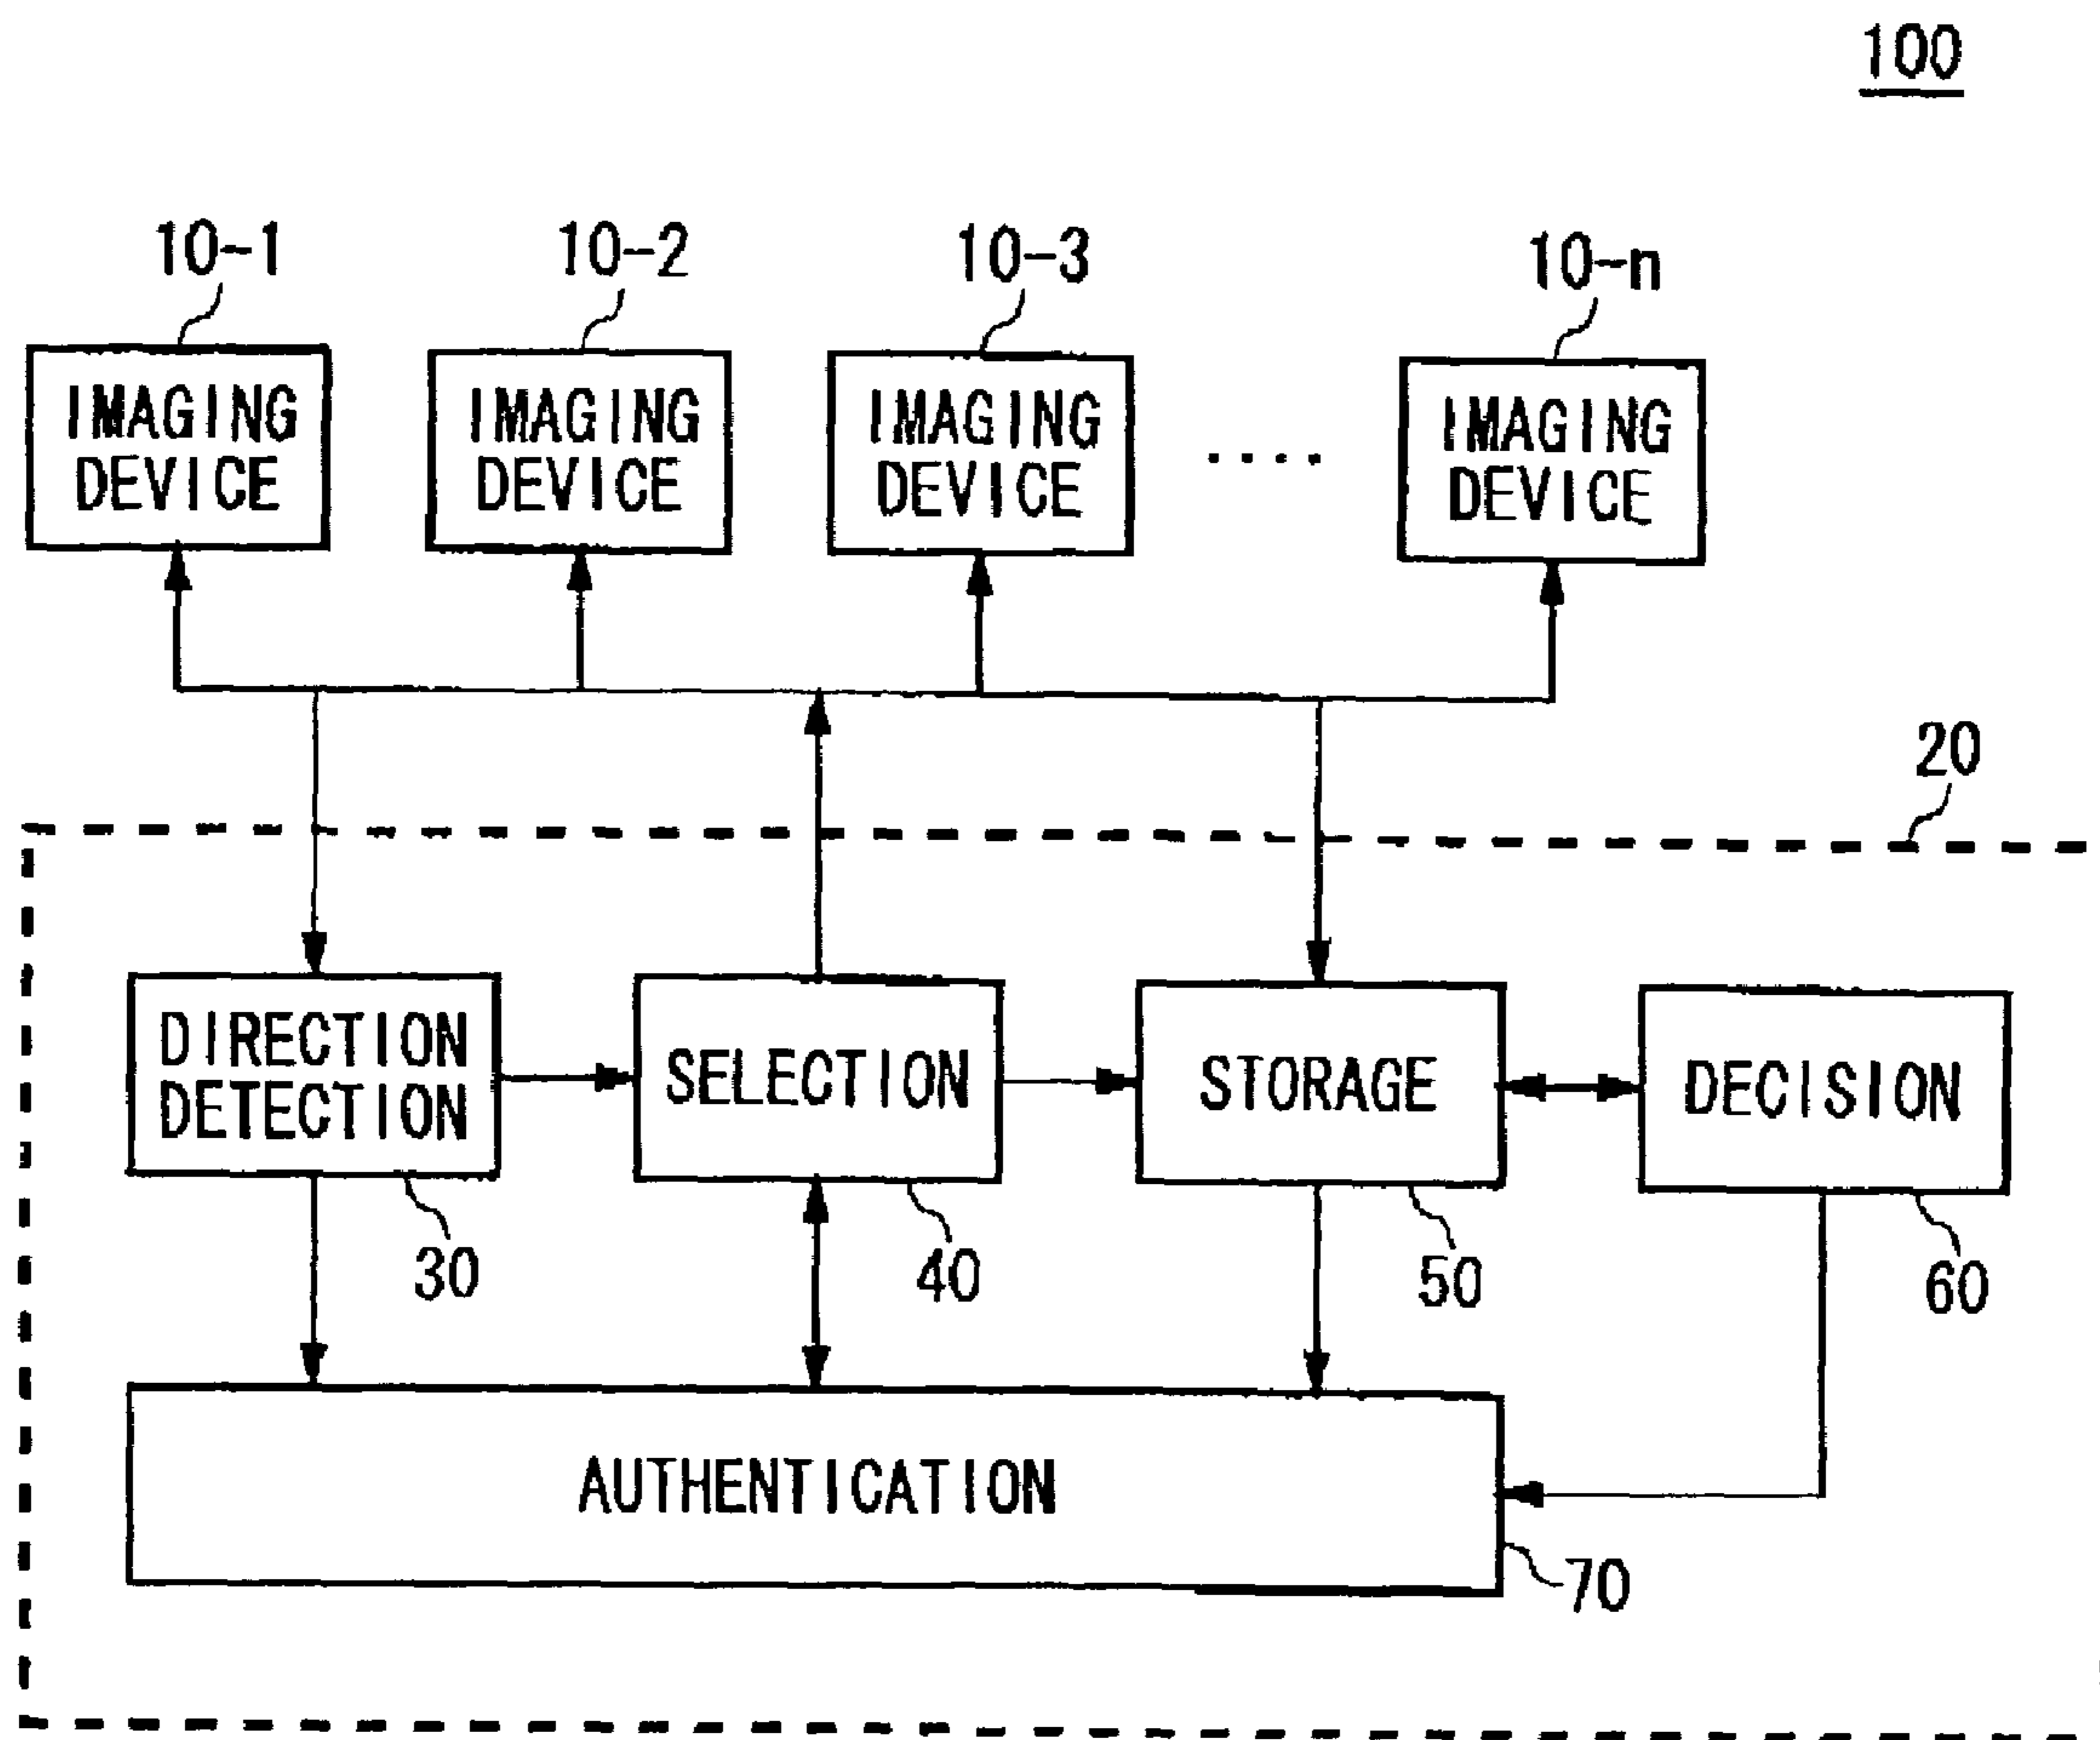 100
10-1
10-2
10-3
10-n
IMAGING
DEVICE
IMAGING
DEVICE
IMAGING
DEVICE
....
IMAGING
DEVICE
20
DIRECTION
DETECTION
SELECTION
STORAGE
DECISION
30
40
50
60
AUTHENTICATION
70